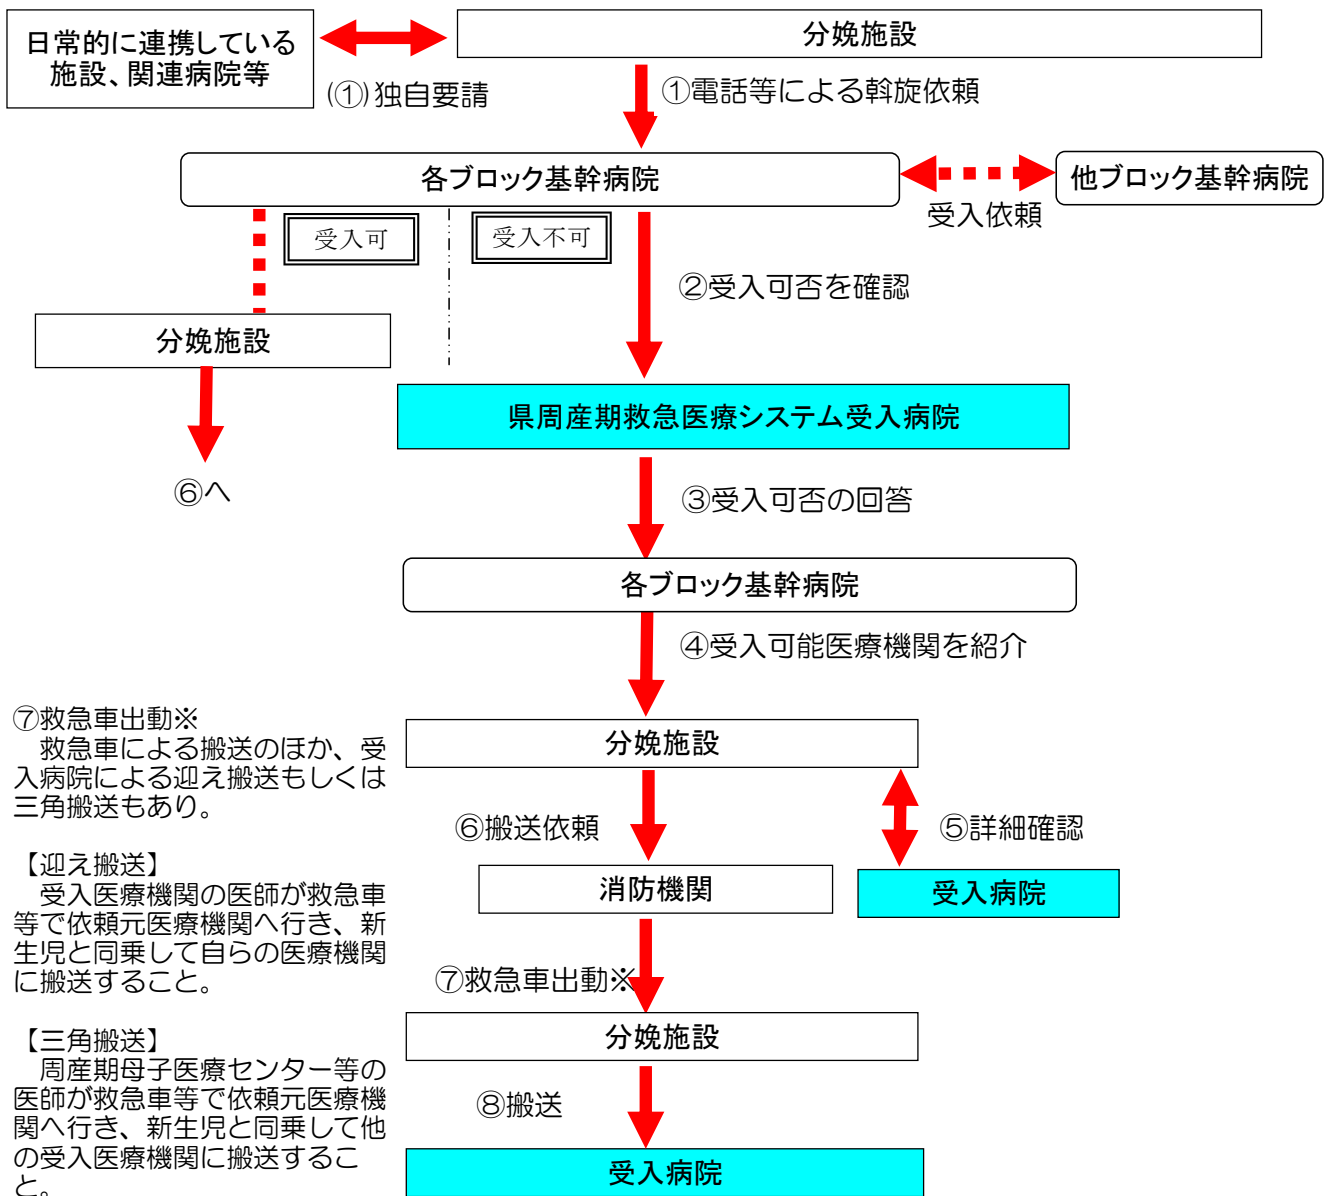 日常的に連携している
施設、関連病院等
分娩施設
(①)独自要請
①電話等による斡旋依頼
各ブロック基幹病院
他ブロック基幹病院
受入依頼
受入可
受入不可
②受入可否を確認
分娩施設
県周産期救急医療システム受入病院
⑥へ
③受入可否の回答
各ブロック基幹病院
④受入可能医療機関を紹介
分娩施設
⑥搬送依頼
⑤詳細確認
消防機関
受入病院
⑦救急車出動※
分娩施設
⑧搬送
受入病院
⑦救急車出動※
救急車による搬送のほか、受
入病院による迎え搬送もしくは
三角搬送もあり。
【迎え搬送】
受入医療機関の医師が救急車
等で依頼元医療機関へ行き、新
生児と同乗して自らの医療機関
に搬送すること。
【三角搬送】
周産期母子医療センター等の
医師が救急車等で依頼元医療機
関へ行き、新生児と同乗して他
の受入医療機関に搬送するこ
と。